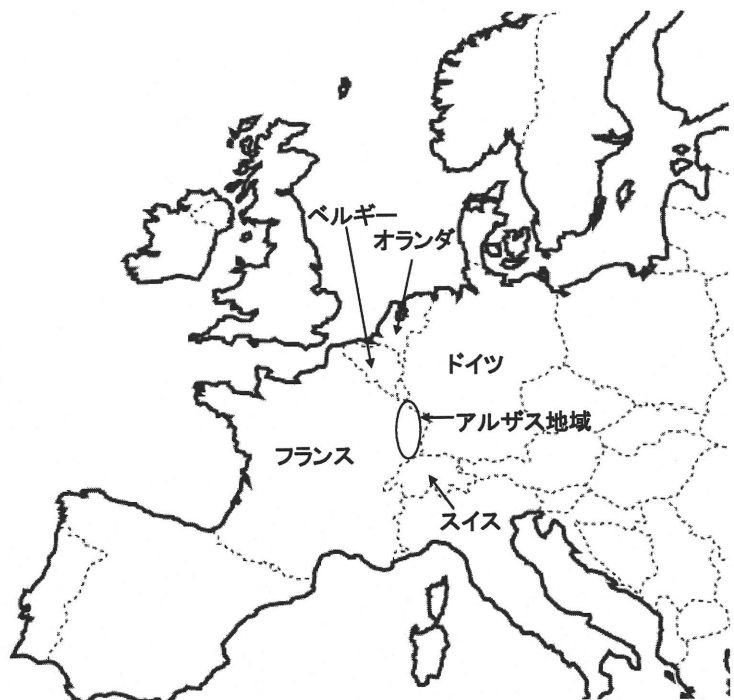 ベルギー
オランダ
ドイツ
アルザス地域
フランス
スイス